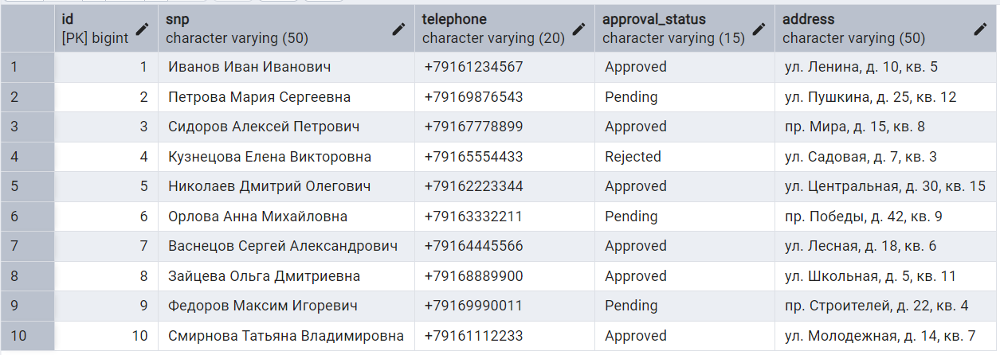 id snp telephone approval_status address
[PK] bigint character varying (50) character varying (20) character varying (15) character varying (50)
1 1 Иванов Иван Иванович +79161234567 Approved ул. Ленина, д. 10, кв. 5
2 2 Петрова Мария Сергеевна +79169876543 Pending ул. Пушкина, д. 25, кв. 12
3 3 Сидоров Алексей Петрович +79167778899 Approved пр. Мира, д. 15, кв. 8
4 4 Кузнецова Елена Викторовна +79165554433 Rejected ул. Садовая, д. 7, кв. 3
5 5 Николаев Дмитрий Олегович +79162223344 Approved ул. Центральная, д. 30, кв. 15
6 6 Орлова Анна Михайловна +79163332211 Pending пр. Победы, д. 42, кв. 9
7 7 Васнецов Сергей Александрович +79164445566 Approved ул. Лесная, д. 18, кв. 6
8 8 Зайцева Ольга Дмитриевна +79168889900 Approved ул. Школьная, д. 5, кв. 11
9 9 Федоров Максим Игоревич +79169990011 Pending пр. Строителей, д. 22, кв. 4
10 10 Смирнова Татьяна Владимировна +79161112233 Approved ул. Молодежная, д. 14, кв. 7